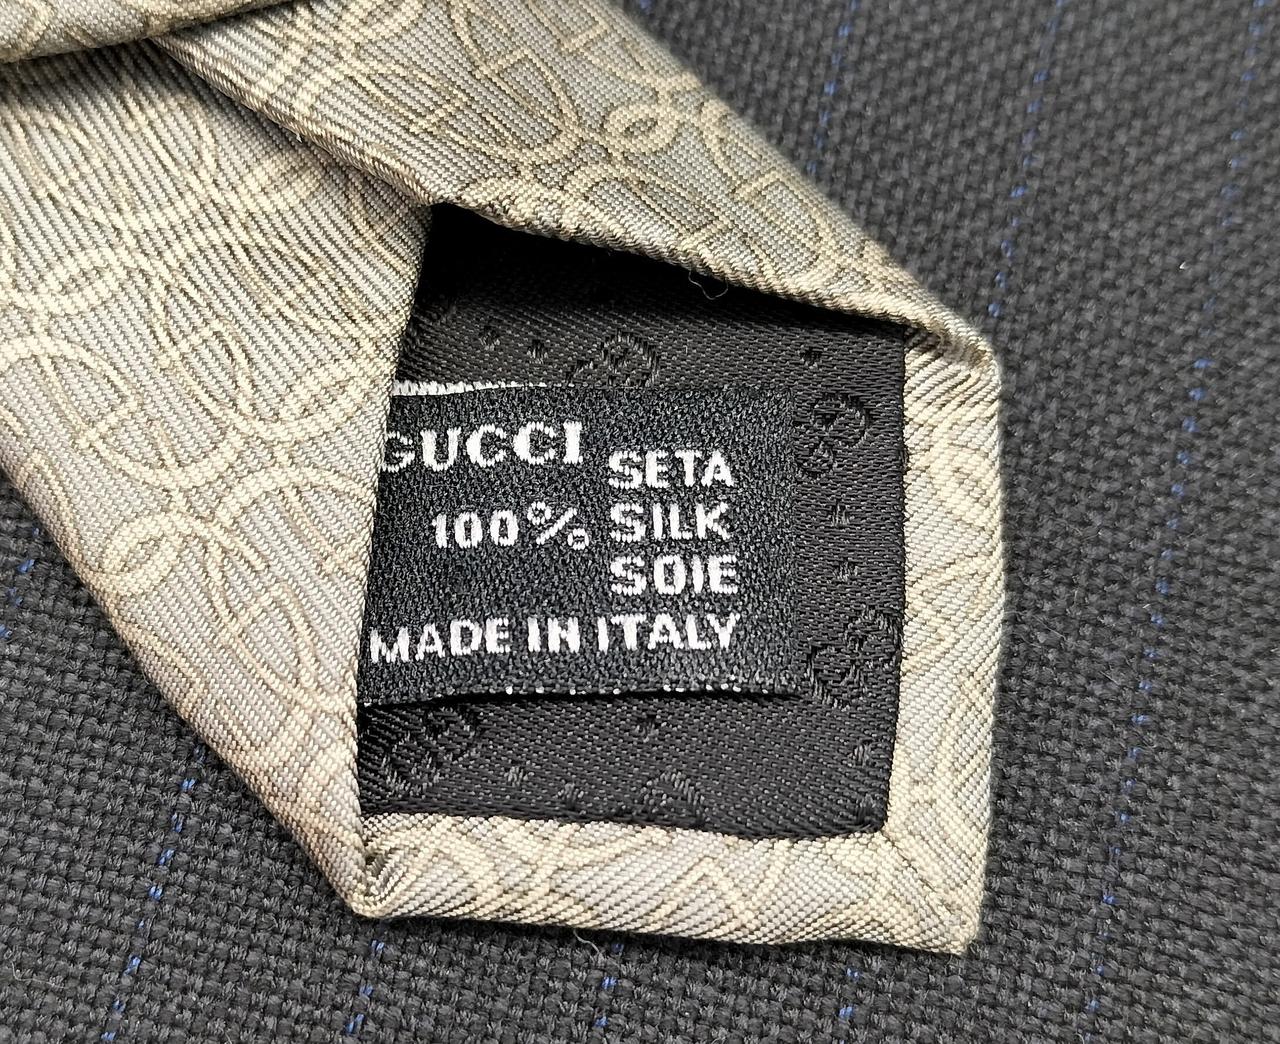 GUCCI
SETA
100% SILK
SOIE
MADE IN ITALY